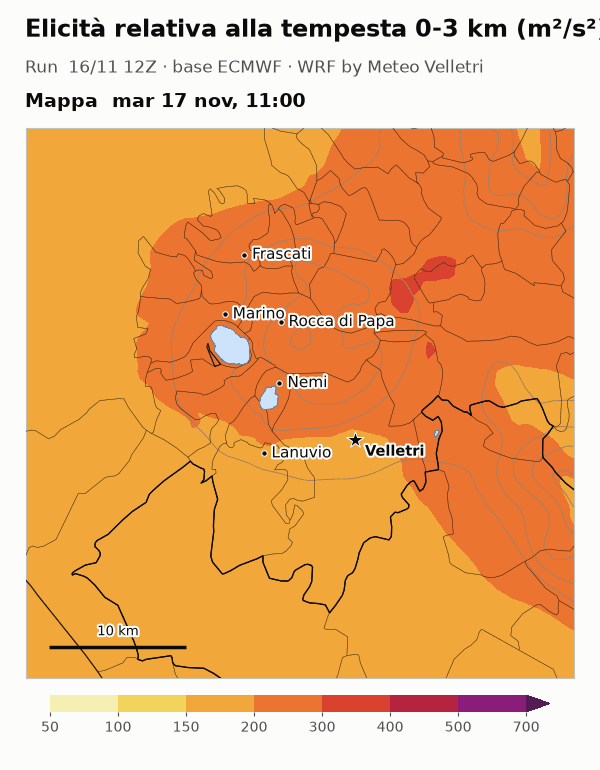 Elicità relativa alla tempesta 0-3 km (m²/s²)
Run 16/11 12Z · base ECMWF · WRF by Meteo Velletri
Mappa mar 17 nov, 11:00
Frascati
Marino
Rocca di Papa
Nemi
Velletri
Lanuvio
10 km
50 100 150 200 300 400 500 700